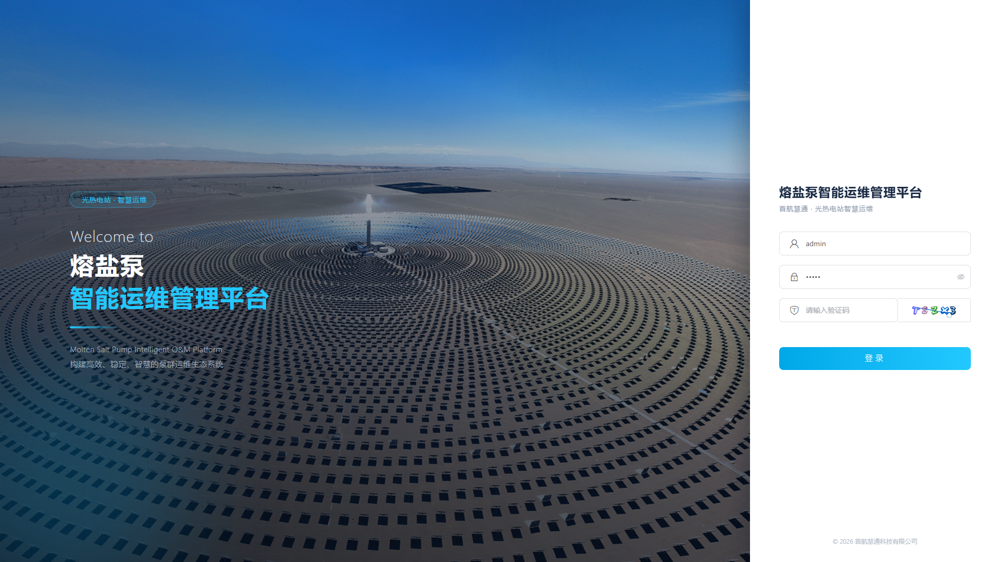 光热电站 · 智慧运维
Welcome to
熔盐泵
智能运维管理平台
Molten Salt Pump Intelligent O&M Platform
构建高效、稳定、智慧的泵群运维生态系统
熔盐泵智能运维管理平台
首航慧通 · 光热电站智慧运维
admin
•••••
请输入验证码
TSZX3
登 录
© 2026 首航慧通科技有限公司